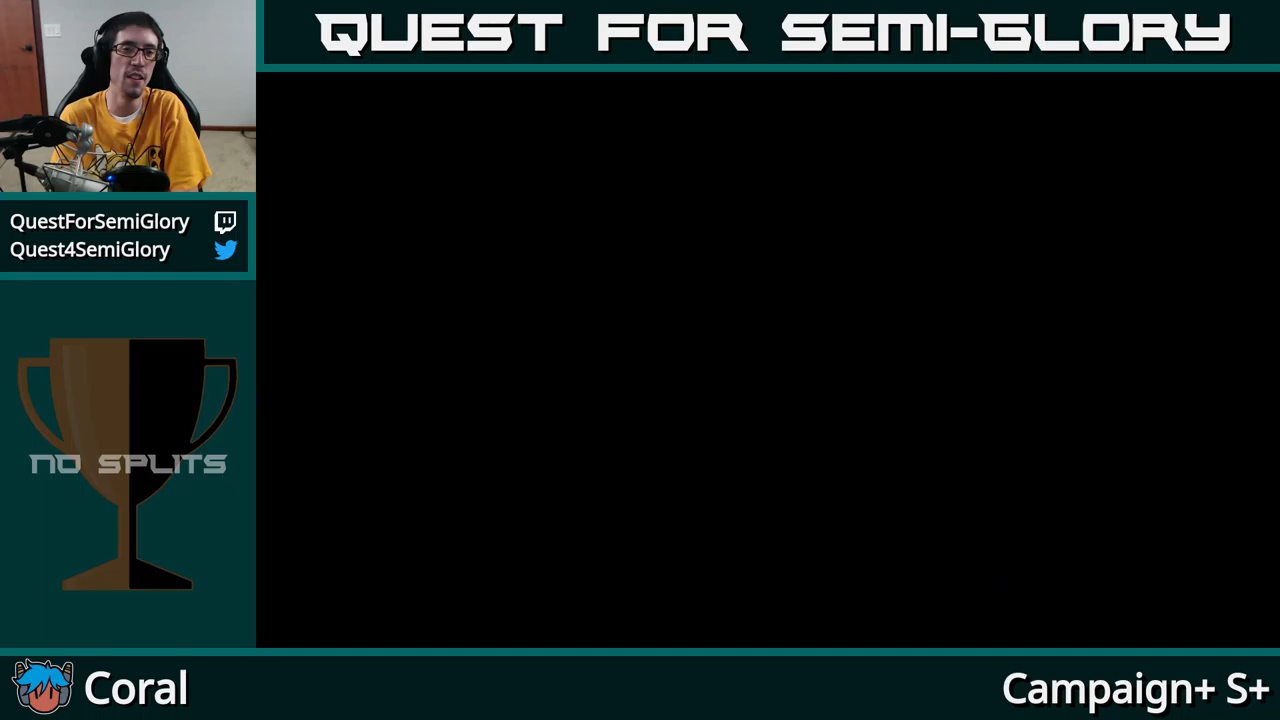 QUEST FOR SEMI-GLORY
QuestForSemiGlory
Quest4SemiGlory
NO SPLITS
Coral
Campaign+ S+